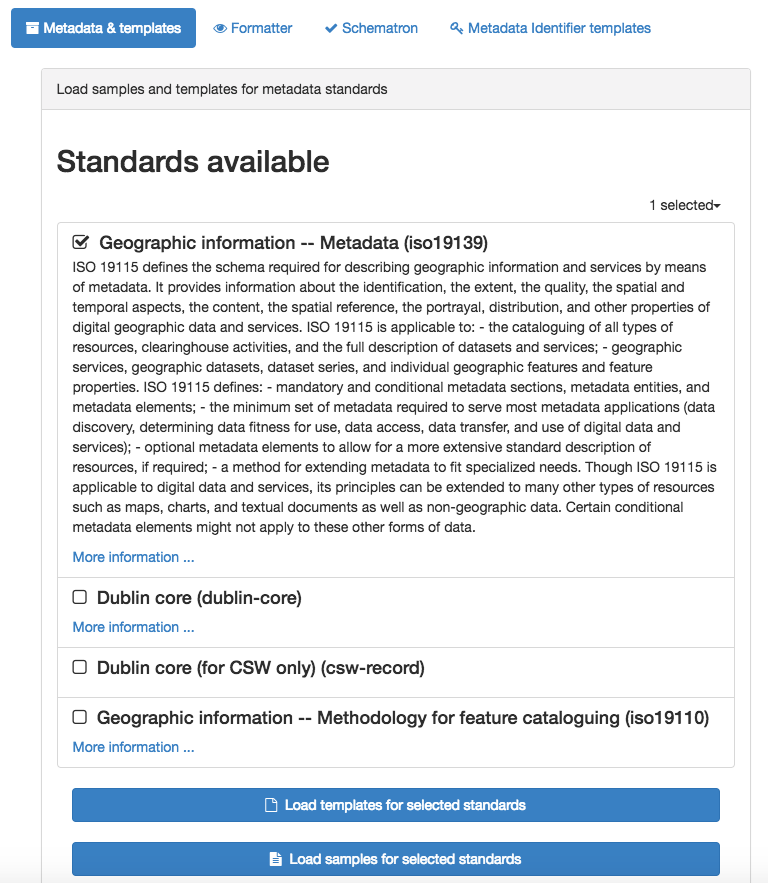 Metadata & templates Formatter Schematron Metadata Identifier templates
Load samples and templates for metadata standards
Standards available
1 selected
Geographic information -- Metadata (iso19139)
ISO 19115 defines the schema required for describing geographic information and services by means
of metadata. It provides information about the identification, the extent, the quality, the spatial and
temporal aspects, the content, the spatial reference, the portrayal, distribution, and other properties of
digital geographic data and services. ISO 19115 is applicable to: - the cataloguing of all types of
resources, clearinghouse activities, and the full description of datasets and services; - geographic
services, geographic datasets, dataset series, and individual geographic features and feature
properties. ISO 19115 defines: - mandatory and conditional metadata sections, metadata entities, and
metadata elements; - the minimum set of metadata required to serve most metadata applications (data
discovery, determining data fitness for use, data access, data transfer, and use of digital data and
services); - optional metadata elements to allow for a more extensive standard description of
resources, if required; - a method for extending metadata to fit specialized needs. Though ISO 19115 is
applicable to digital data and services, its principles can be extended to many other types of resources
such as maps, charts, and textual documents as well as non-geographic data. Certain conditional
metadata elements might not apply to these other forms of data.
More information ...
Dublin core (dublin-core)
More information ...
Dublin core (for CSW only) (csw-record)
Geographic information -- Methodology for feature cataloguing (iso19110)
More information ...
Load templates for selected standards
Load samples for selected standards